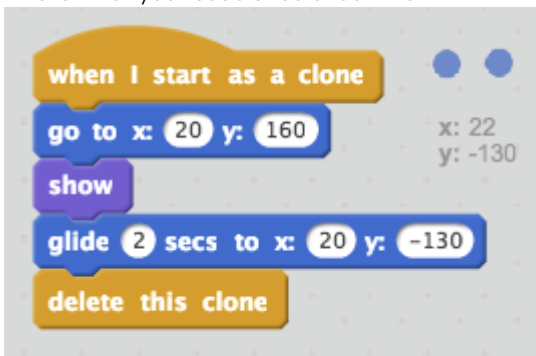 when I start as a clone
go to x: 20 y: 160
x: 22
y: -130
show
glide 2 secs to x: 20 y: -130
delete this clone